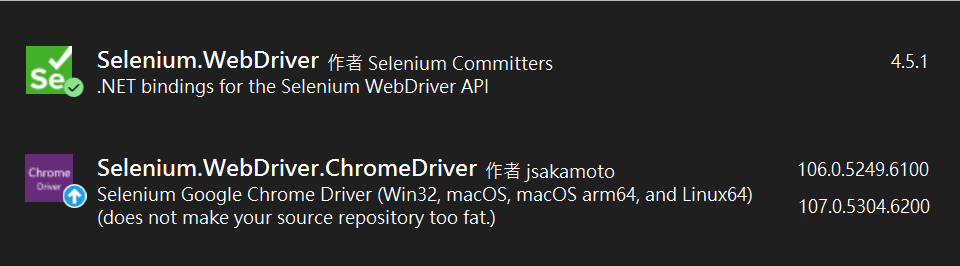 Selenium.WebDriver 作者 Selenium Committers 4.5.1
Se
.NET bindings for the Selenium WebDriver API
Selenium.WebDriver.ChromeDriver 作者 jsakamoto 106.0.5249.6100
Chrome
Driver
Selenium Google Chrome Driver (Win32, macOS, macOS arm64, and Linux64)
107.0.5304.6200
(does not make your source repository too fat.)